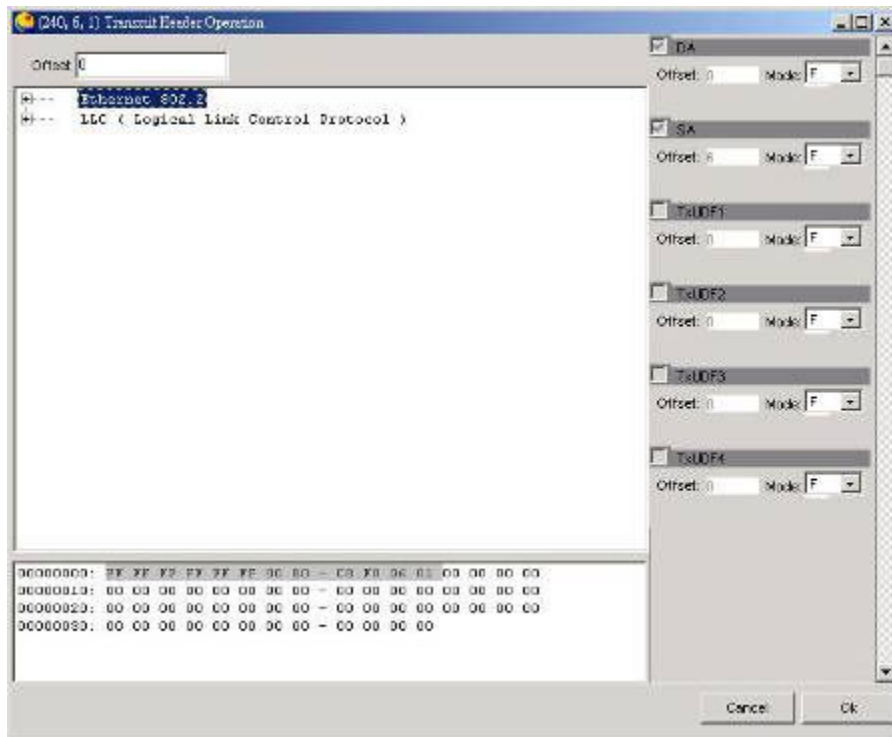 (240, 6, 1) Transmit Header Operation
Offset 0
Ethernet 802.2
LLC ( Logical Link Control Protocol )
DA
Offset: 0 Mode: F
SA
Offset: 6 Mode: F
TxUDF1
Offset: 0 Mode: F
TxUDF2
Offset: 0 Mode: F
TxUDF3
Offset: 0 Mode: F
TxUDF4
Offset: 0 Mode: F
00000000: FF FF FF FF FF FF 00 00 - C0 F0 06 01 00 00 00 00
00000010: 00 00 00 00 00 00 00 00 - 00 00 00 00 00 00 00 00
00000020: 00 00 00 00 00 00 00 00 - 00 00 00 00 00 00 00 00
00000030: 00 00 00 00 00 00 00 00 - 00 00 00 00
Cancel Ok